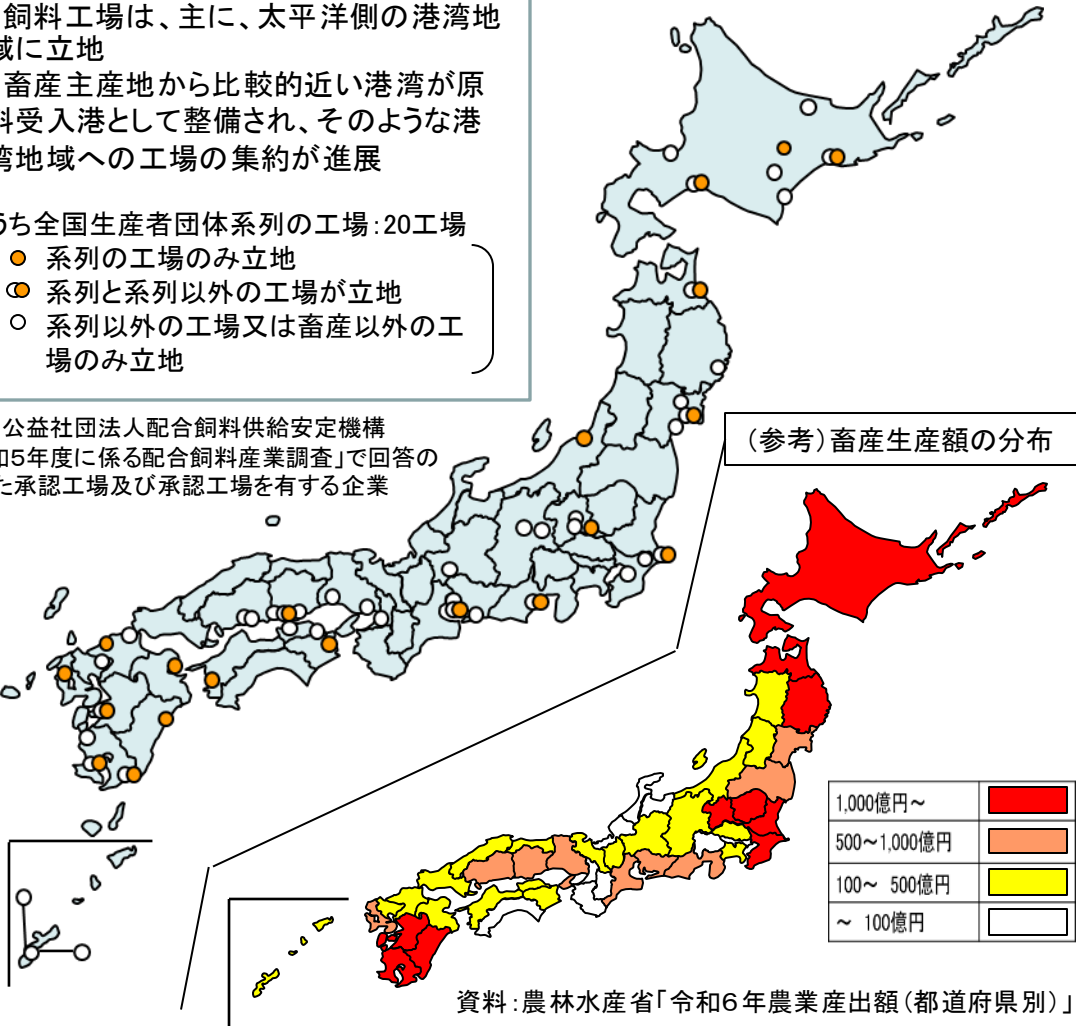 飼料工場は、主に、太平洋側の港湾地
域に立地
畜産主産地から比較的近い港湾が原
料受入港として整備され、そのような港
湾地域への工場の集約が進展
うち全国生産者団体系列の工場:20工場
系列の工場のみ立地
系列と系列以外の工場が立地
系列以外の工場又は畜産以外の工
場のみ立地
公益社団法人配合飼料供給安定機構
和5年度に係る配合飼料産業調査」で回答の
た承認工場及び承認工場を有する企業
(参考)畜産生産額の分布
1,000億円~
500~1,000億円
100~ 500億円
~ 100億円
資料:農林水産省「令和6年農業産出額(都道府県別)」